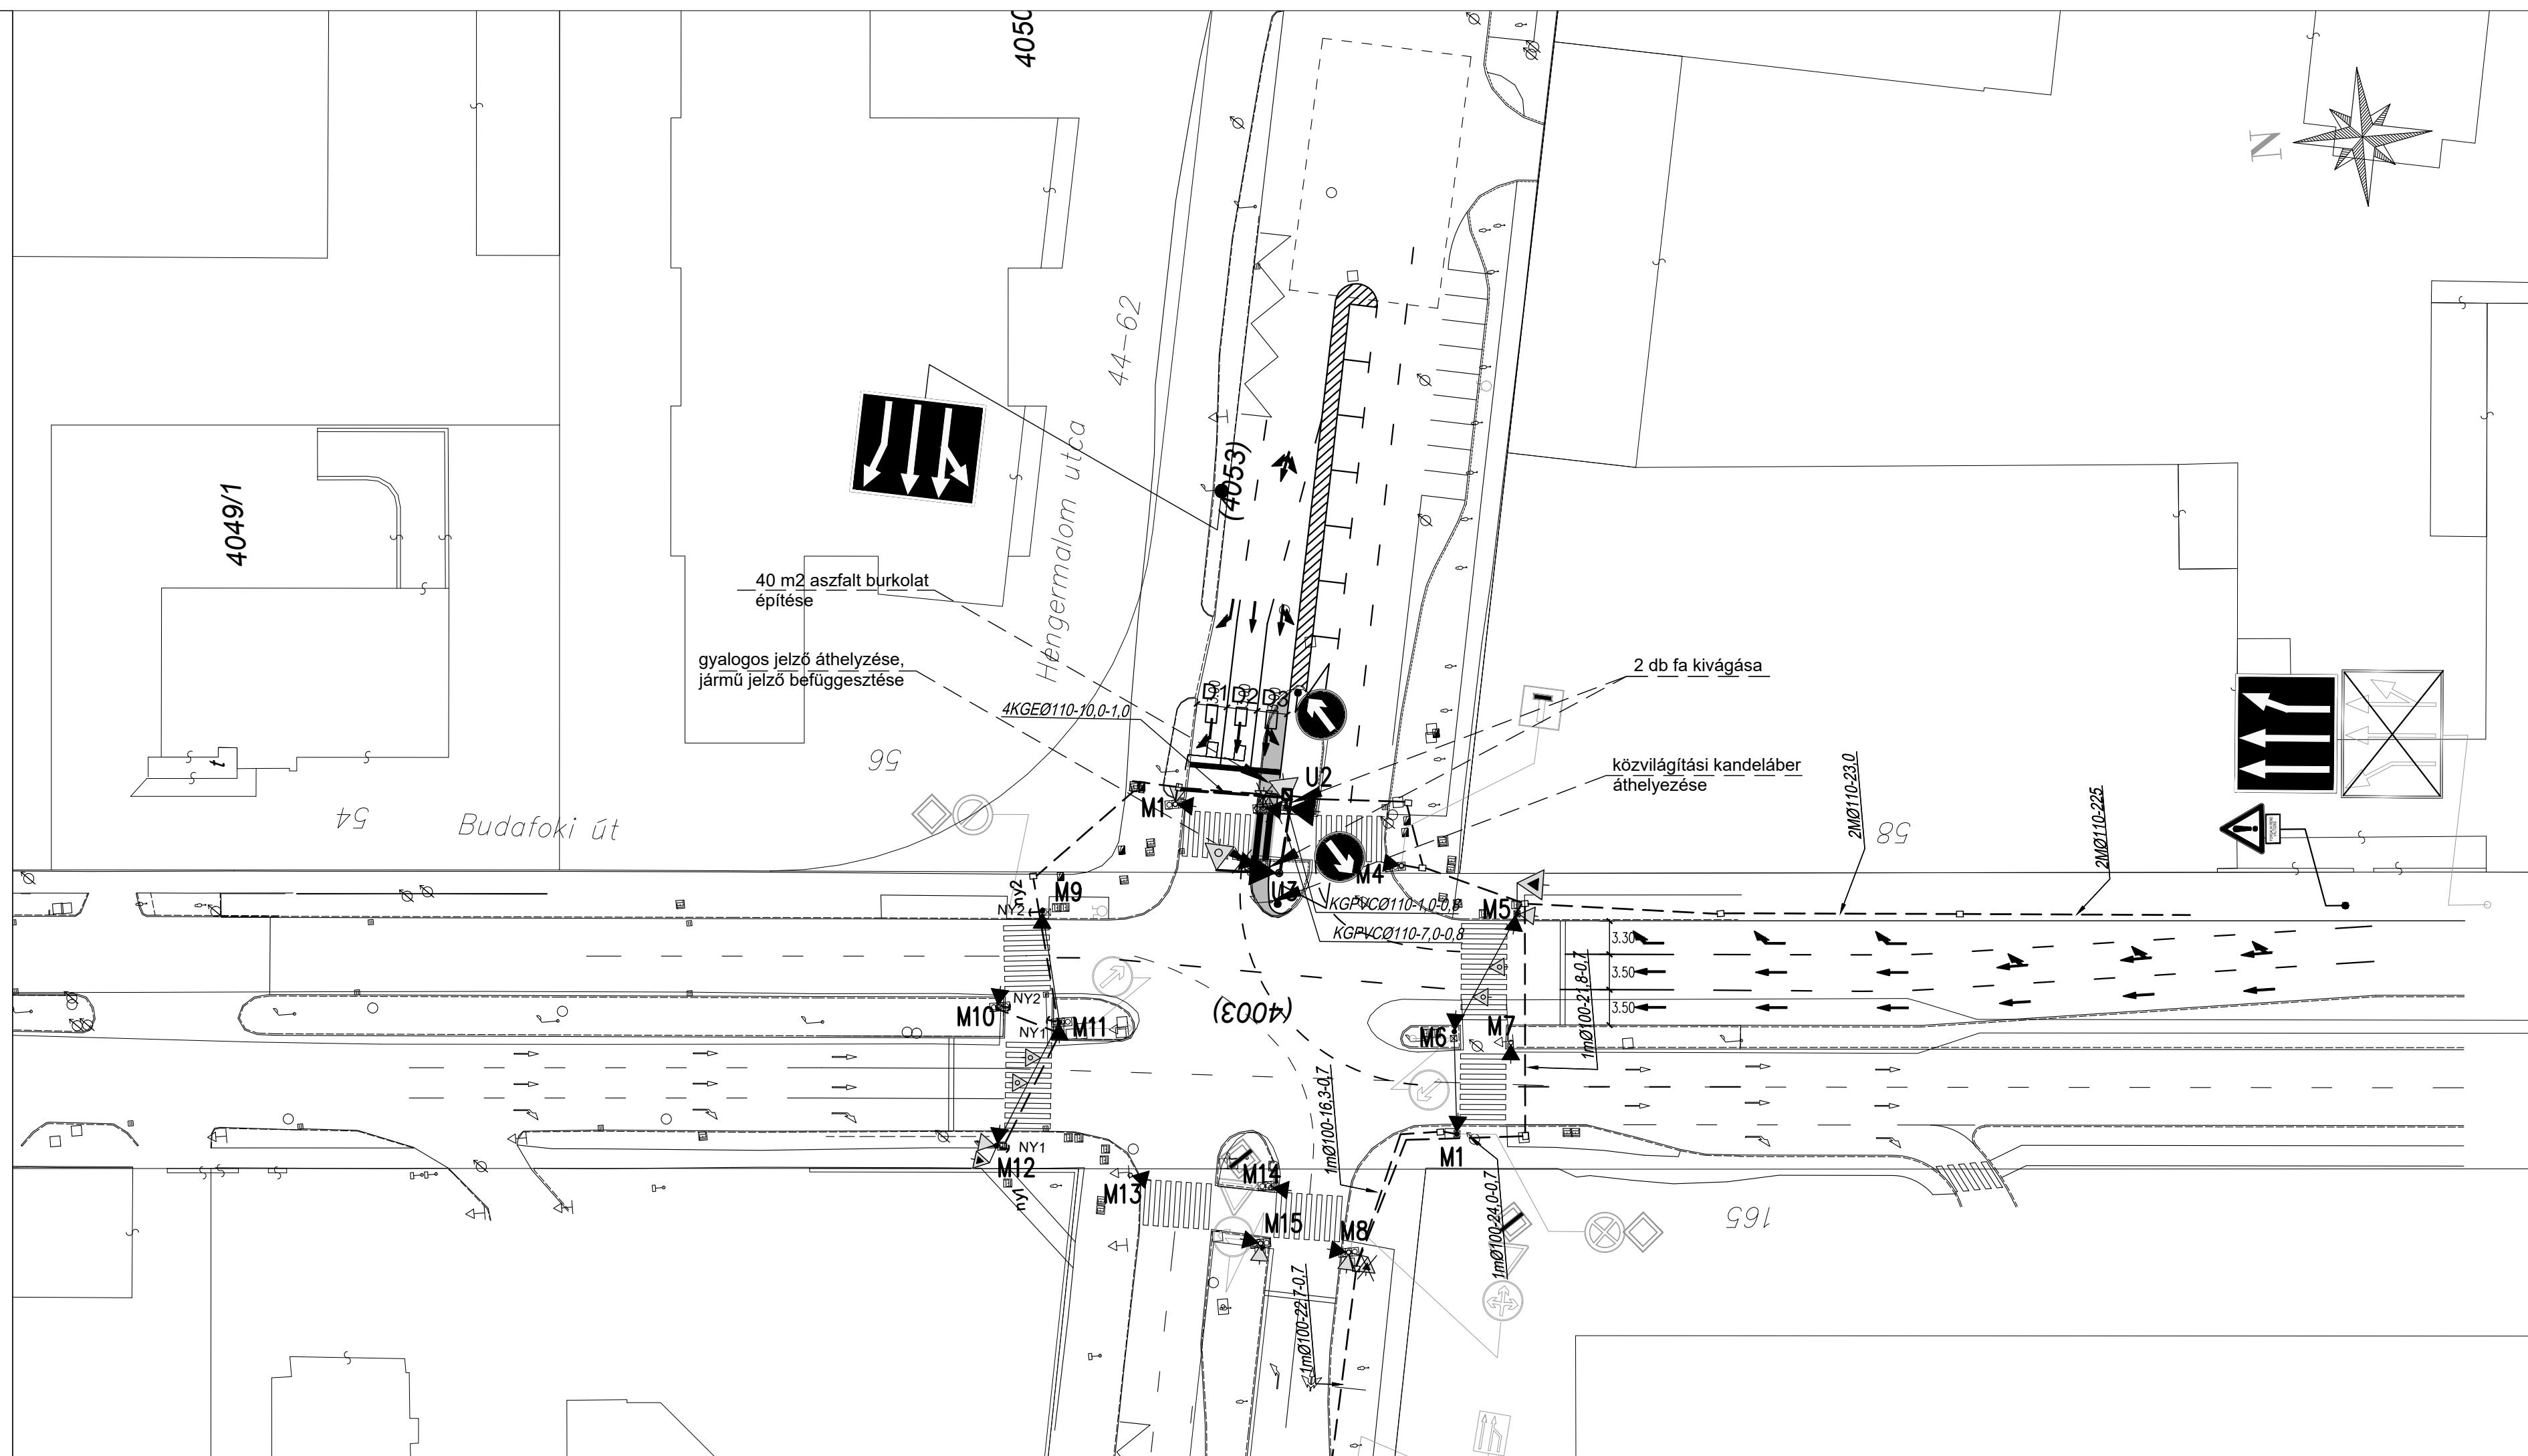 4050
N
44-62
Hengermalom utca
(4053)
4049/1
40 m2 aszfalt burkolat
építése
gyalogos jelző áthelyzése,
jármű jelző befüggesztése
2 db fa kivágása
4KGEØ110-10,0-1,0
D1
D2
D3
56
U2
közvilágítási kandeláber
áthelyezése
t
54
Budafoki út
M1
2MØ110-23,0
2MØ110-225
58
M4
U3
ny2
M9
NY2
KGPVCØ110-7,0-0,8
M5
3.30
3.50
3.50
1mØ100-21,8-0,7
NY2
M10
NY1
M11
(4003)
M6
M7
1mØ100-16,3-0,7
NY1
M12
ny1
M1
M13
M14
M15
M8
1mØ100-24,0-0,7
165
1mØ100-22,7-0,7